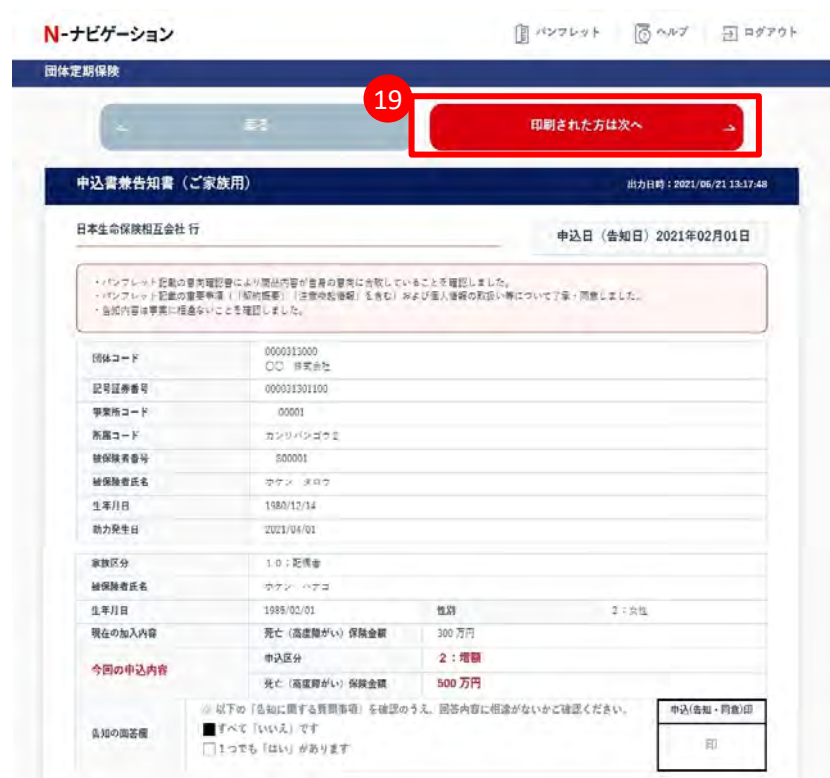 N-ナビゲーション
パンフレット ヘルプ ログアウト
団体定期保険
19
戻る 印刷された方は次へ
申込書兼告知書（ご家族用） 出力日時：2021/06/21 13:17:48
日本生命保険相互会社 行
申込日（告知日） 2021年02月01日
・パンフレット記載の意向確認書により商品内容が自身の意向に合致していることを確認しました。
・パンフレット記載の重要事項（「契約概要」「注意喚起情報」を含む）および個人情報の取扱い等について了承・同意しました。
・告知内容は事実に相違ないことを確認しました。
団体コード 0000313000
〇〇 株式会社
記号証券番号 000031301100
事業所コード 00001
所属コード カンリバンゴウ
被保険者番号 S00001
被保険者氏名 ホケン タロウ
生年月日 1980/12/14
効力発生日 2021/04/01
家族区分 10：配偶者
被保険者氏名 ホケン ハナコ
生年月日 1985/02/01 性別 2：女性
現在の加入内容 死亡（高度障がい）保険金額 300 万円
今回の申込内容 申込区分 2：増額
死亡（高度障がい）保険金額 500 万円
※ 以下の「告知に関する質問事項」を確認のうえ、回答内容に相違がないかご確認ください。 申込(告知・同意)印
告知の回答欄 ■すべて「いいえ」です
□1つでも「はい」があります
印